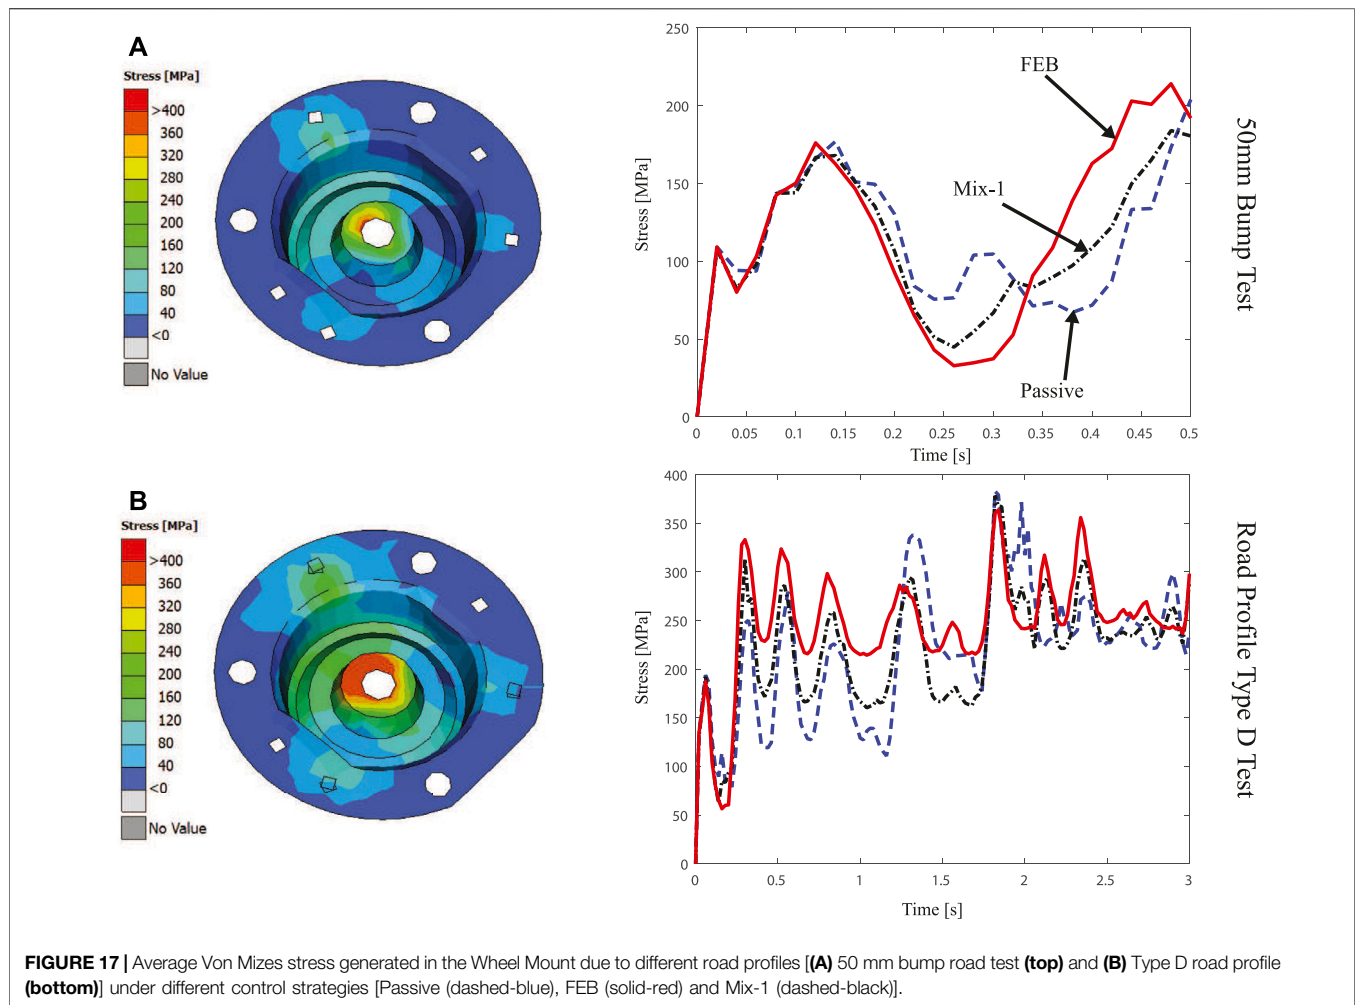 A
Stress [MPa]
>400
360
320
280
240
200
160
120
80
40
<0
No Value
250
200
150
100
50
0
Stress [MPa]
FEB
Mix-1
Passive
0 0.05 0.1 0.15 0.2 0.25 0.3 0.35 0.4 0.45 0.5
Time [s]
50mm Bump Test
B
Stress [MPa]
>400
360
320
280
240
200
160
120
80
40
<0
No Value
400
350
300
250
200
150
100
50
0
Stress [MPa]
0 0.5 1 1.5 2 2.5 3
Time [s]
Road Profile Type D Test
FIGURE 17 | Average Von Mizes stress generated in the Wheel Mount due to different road profiles [(A) 50 mm bump road test (top) and (B) Type D road profile
(bottom)] under different control strategies [Passive (dashed-blue), FEB (solid-red) and Mix-1 (dashed-black)].